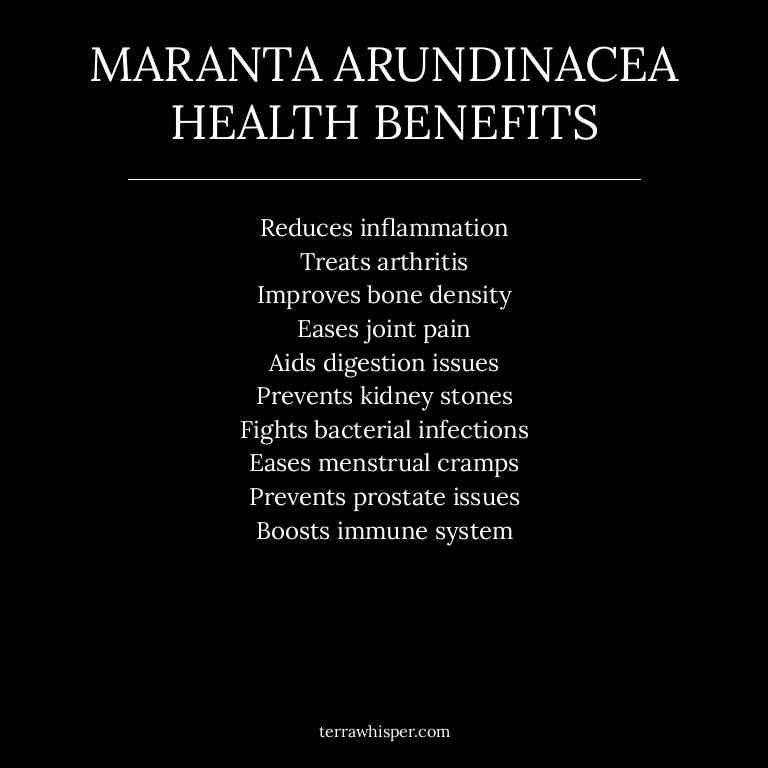 MARANTA ARUNDINACEA
HEALTH BENEFITS
Reduces inflammation
Treats arthritis
Improves bone density
Eases joint pain
Aids digestion issues
Prevents kidney stones
Fights bacterial infections
Eases menstrual cramps
Prevents prostate issues
Boosts immune system
terrawhisper.com